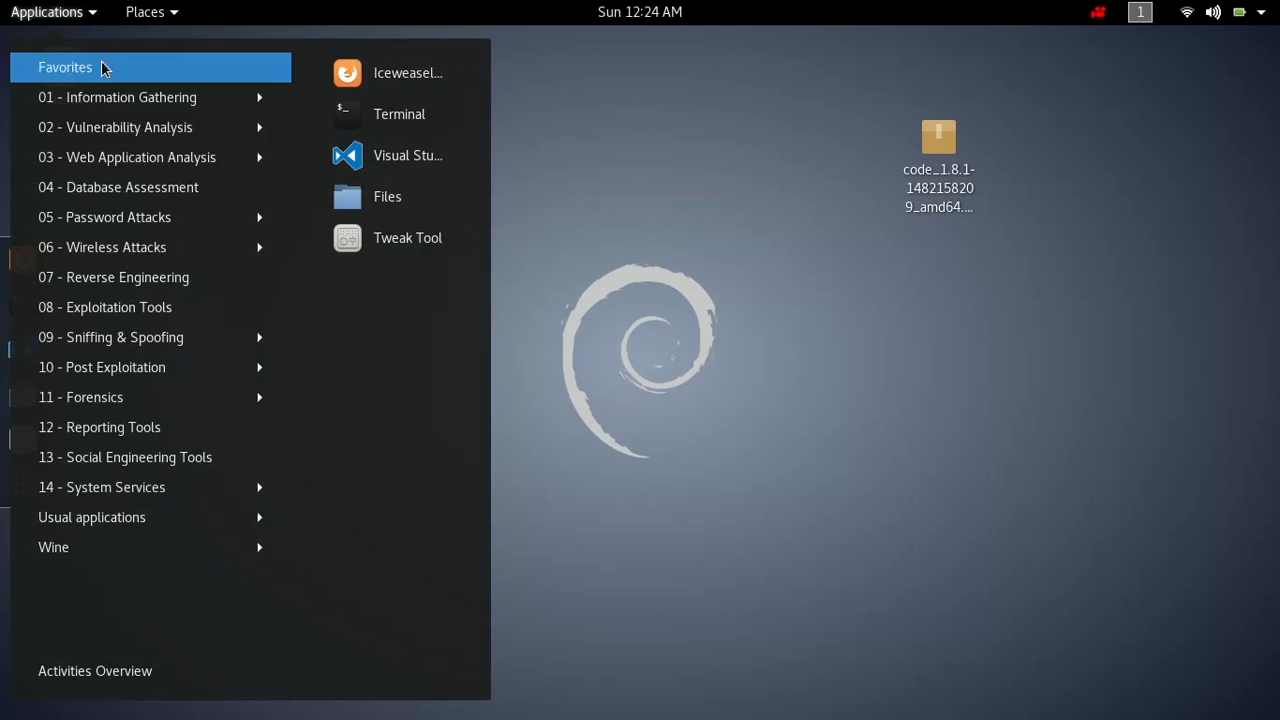 Applications
Places
Sun 12:24 AM
1
Favorites
01 - Information Gathering
02 - Vulnerability Analysis
03 - Web Application Analysis
04 - Database Assessment
05 - Password Attacks
06 - Wireless Attacks
07 - Reverse Engineering
08 - Exploitation Tools
09 - Sniffing & Spoofing
10 - Post Exploitation
11 - Forensics
12 - Reporting Tools
13 - Social Engineering Tools
14 - System Services
Usual applications
Wine
Activities Overview
Iceweasel...
$_
Terminal
Visual Stu...
Files
Tweak Tool
code_1.8.1-
148215820
9_amd64....